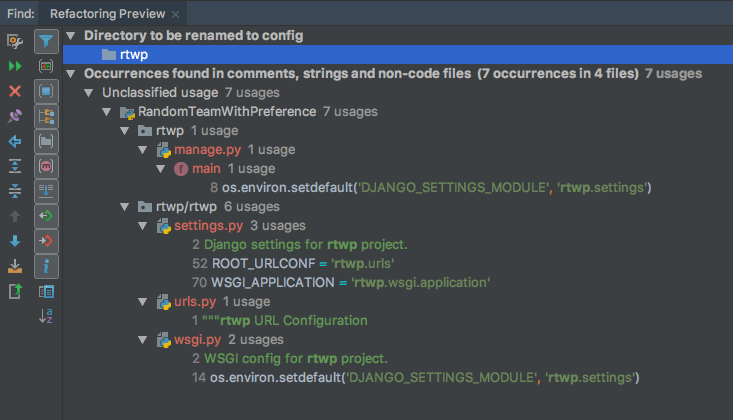 Find: Refactoring Preview ×
Directory to be renamed to config
rtwp
Occurrences found in comments, strings and non-code files (7 occurrences in 4 files) 7 usages
Unclassified usage 7 usages
RandomTeamWithPreference 7 usages
rtwp 1 usage
manage.py 1 usage
f main 1 usage
8 os.environ.setdefault('DJANGO_SETTINGS_MODULE', 'rtwp.settings')
rtwp/rtwp 6 usages
settings.py 3 usages
2 Django settings for rtwp project.
52 ROOT_URLCONF = 'rtwp.urls'
70 WSGI_APPLICATION = 'rtwp.wsgi.application'
urls.py 1 usage
1 """rtwp URL Configuration
wsgi.py 2 usages
2 WSGI config for rtwp project.
14 os.environ.setdefault('DJANGO_SETTINGS_MODULE', 'rtwp.settings')